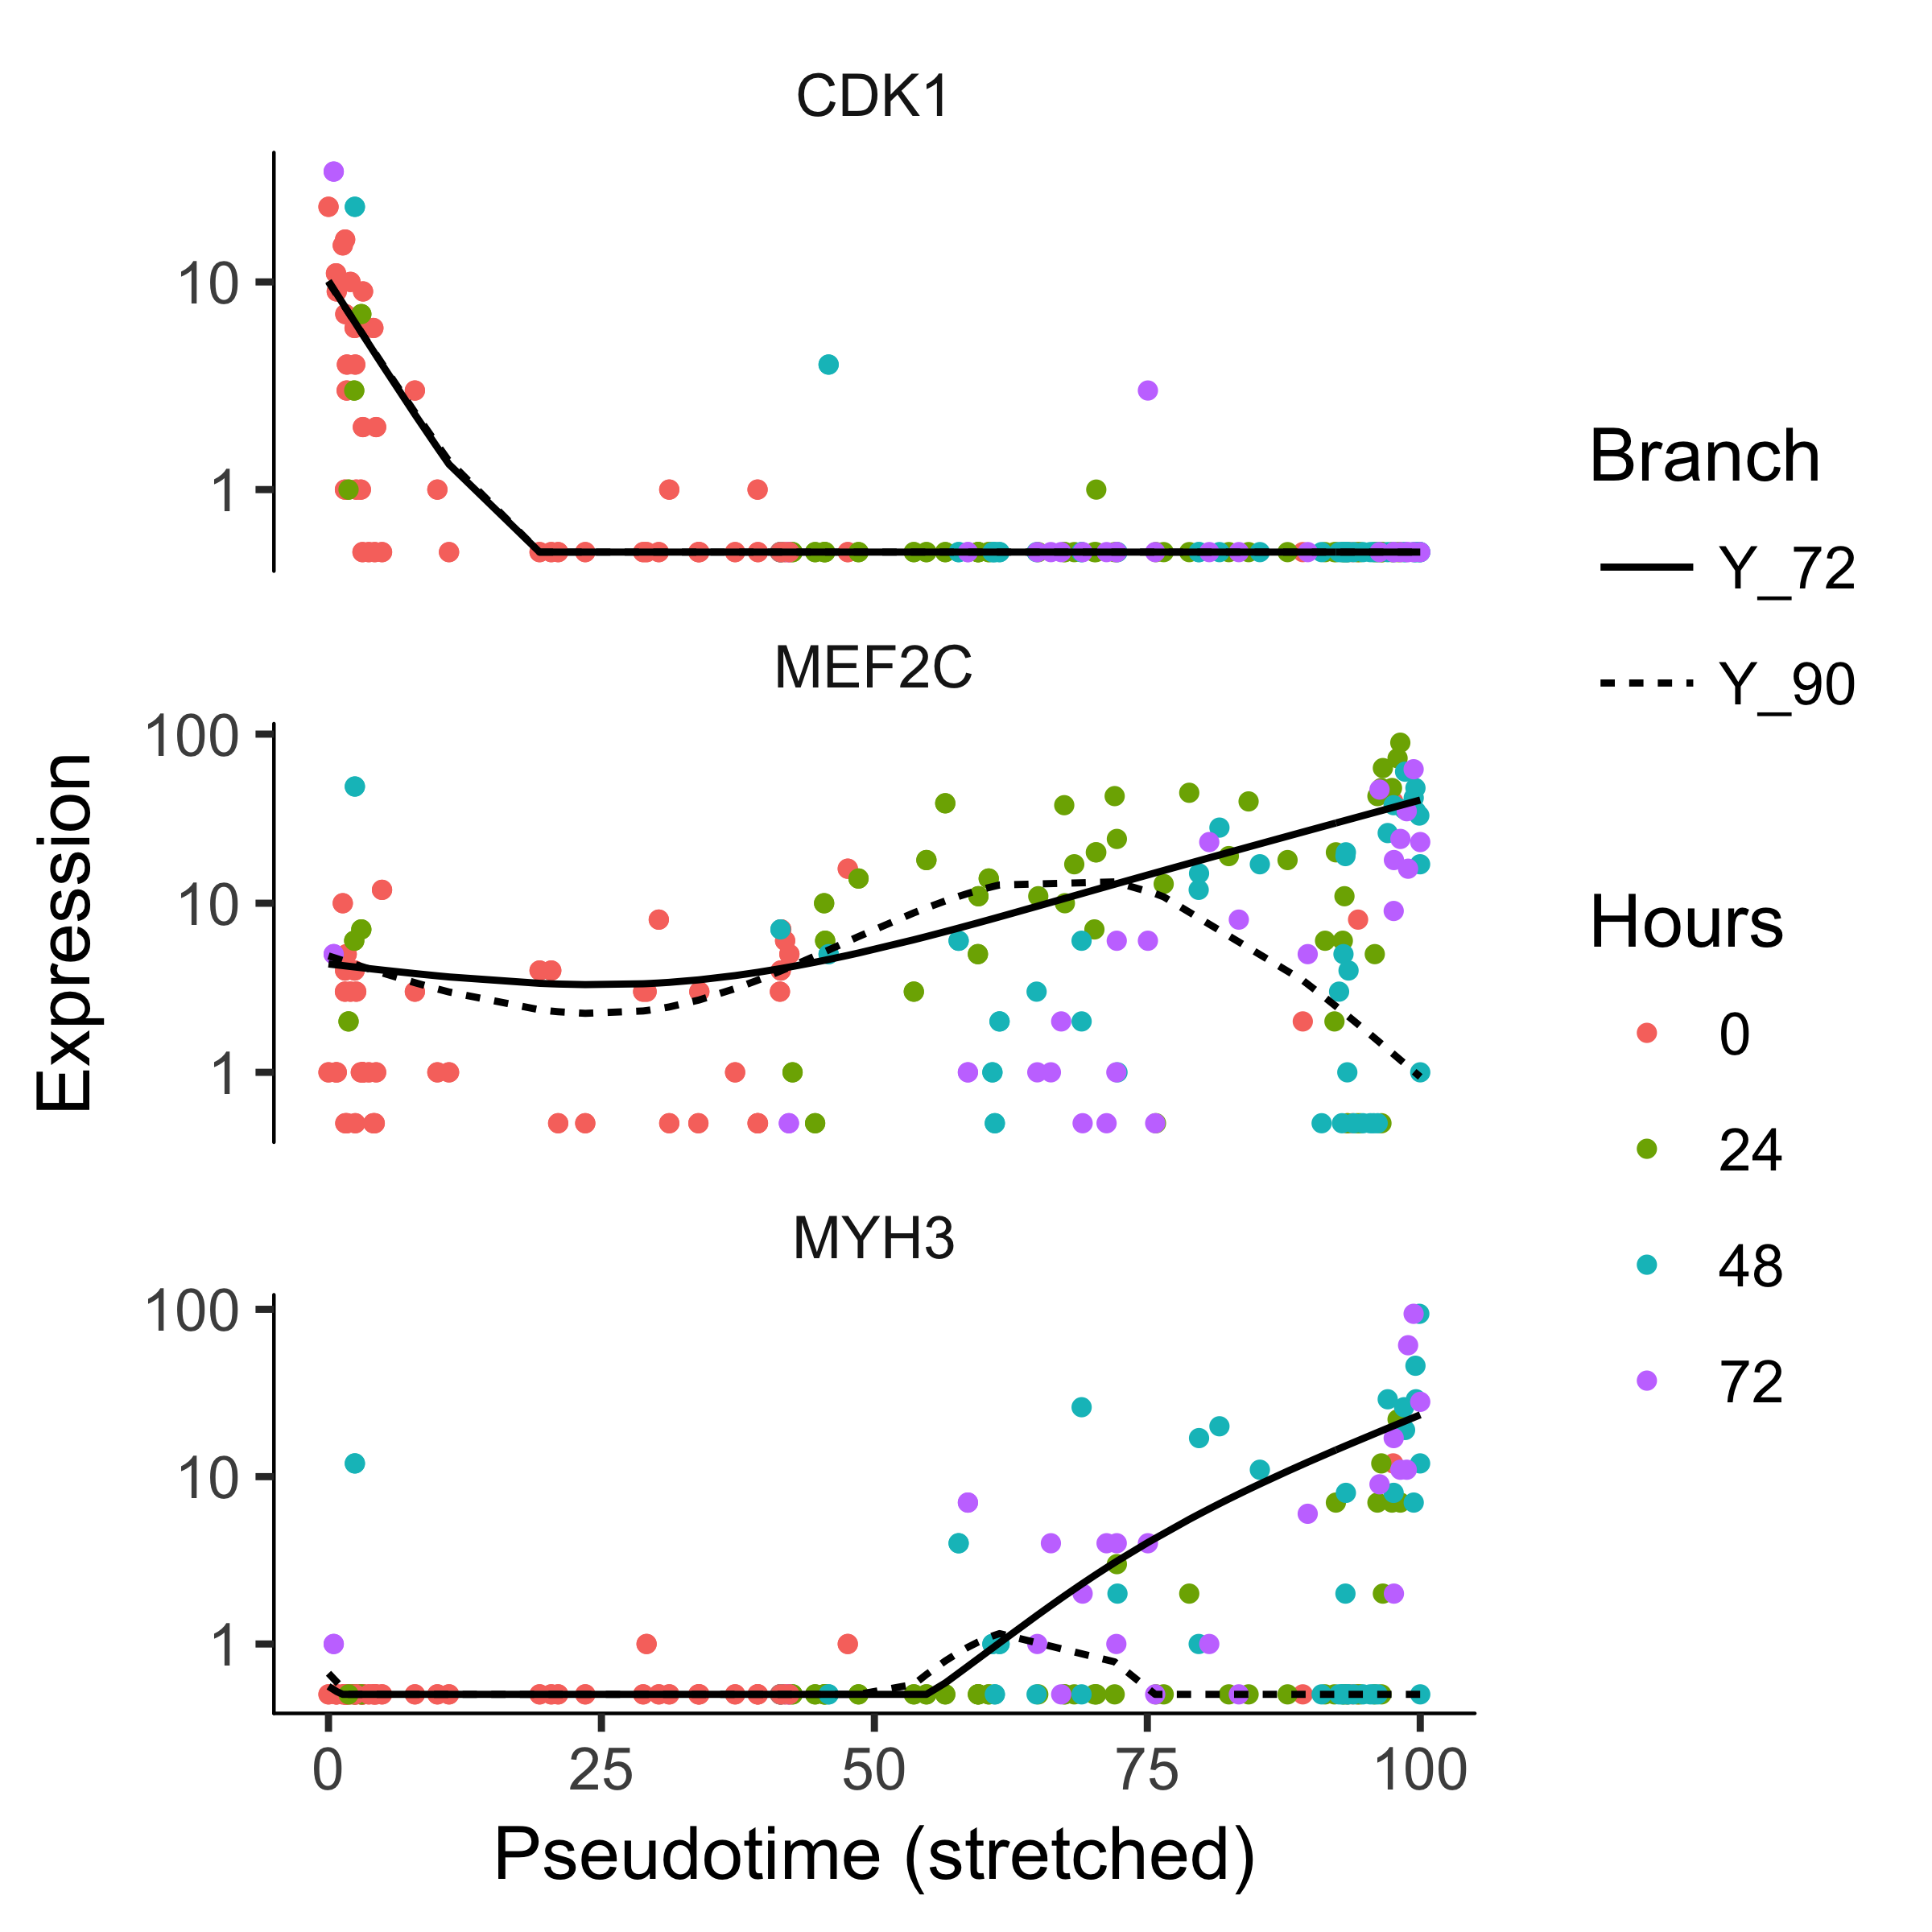 CDK1
10
1
MEF2C
100
10
1
MYH3
100
10
1
0 25 50 75 100
Pseudotime (stretched)
Expression
Branch
Y_72
Y_90
Hours
0
24
48
72